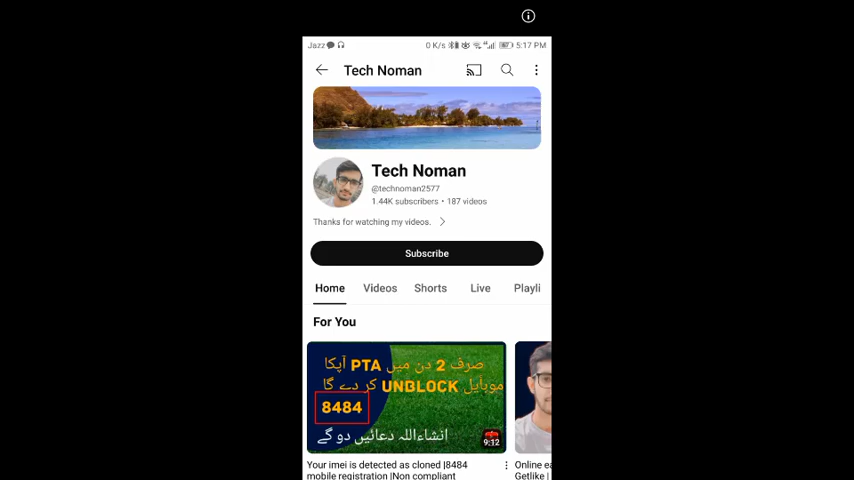 Jazz 0 K/s 5:17 PM
Tech Noman
Tech Noman
@technoman2577
1.44K subscribers • 187 videos
Thanks for watching my videos.
Subscribe
Home Videos Shorts Live Playli
For You
صرف 2 دن میں PTA آپکا
موبأیل UNBLOCK کر دے گا
8484
انشاءاللہ دعائیں دو گے
9:12
Your imei is detected as cloned |8484
mobile registration |Non compliant
Online ea
Getlike |